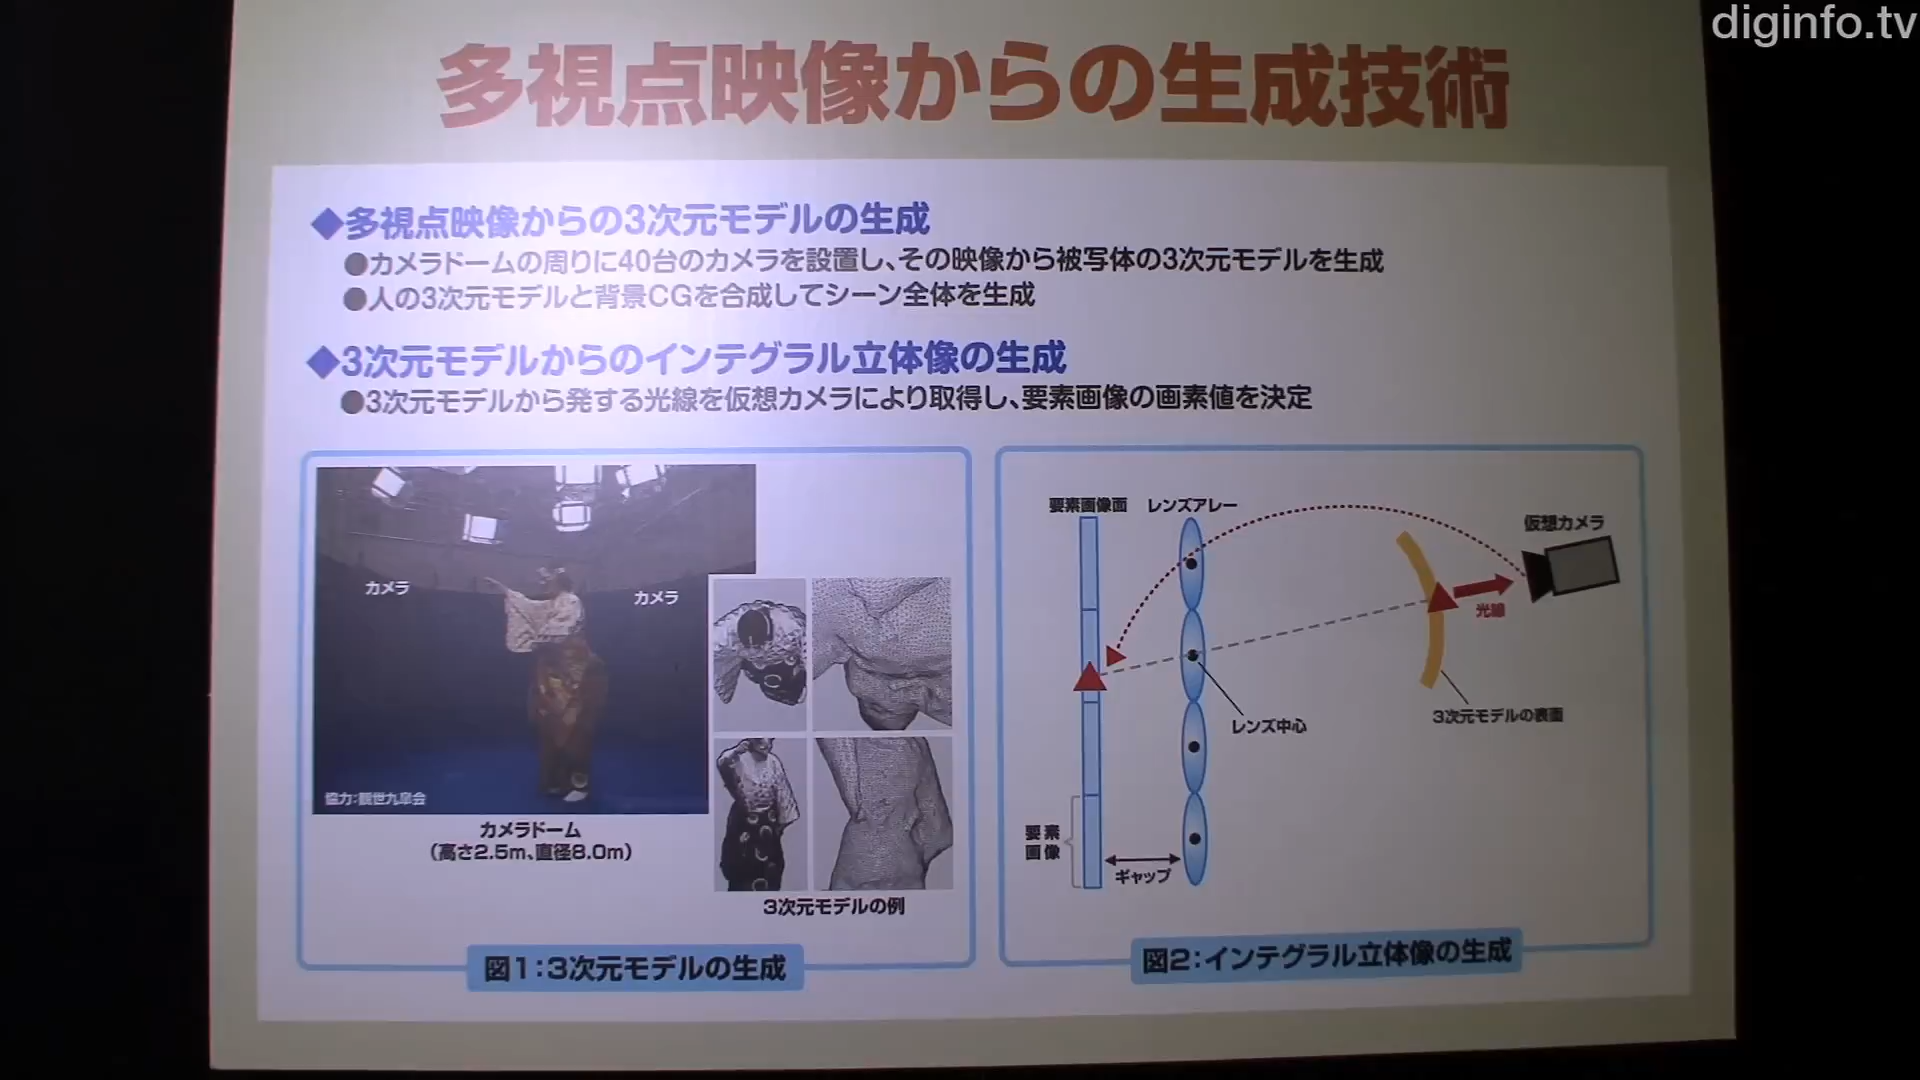 diginfo.tv
多視点映像からの生成技術
◆多視点映像からの3次元モデルの生成
●カメラドームの周りに40台のカメラを設置し、その映像から被写体の3次元モデルを生成
●人の3次元モデルと背景CGを合成してシーン全体を生成
◆3次元モデルからのインテグラル立体像の生成
●3次元モデルから発する光線を仮想カメラにより取得し、要素画像の画素値を決定
カメラ
カメラ
協力:観世九皐会
カメラドーム
(高さ2.5m、直径8.0m)
3次元モデルの例
図1:3次元モデルの生成
要素画像面
レンズアレー
仮想カメラ
光線
レンズ中心
3次元モデルの表面
要素
画像
ギャップ
図2:インテグラル立体像の生成